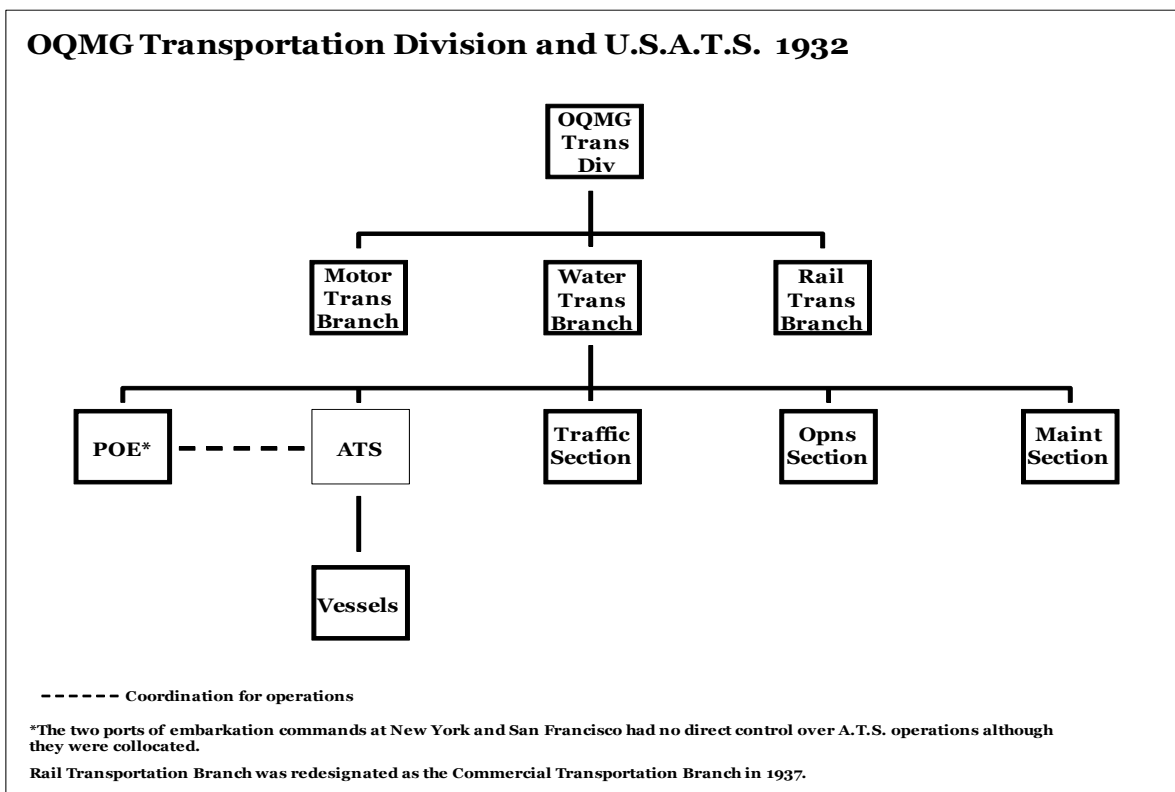 OQMG Transportation Division and U.S.A.T.S. 1932
OQMG
Trans
Div
Motor
Trans
Branch
Water
Trans
Branch
Rail
Trans
Branch
POE*
ATS
Traffic
Section
Opns
Section
Maint
Section
Vessels
Coordination for operations
*The two ports of embarkation commands at New York and San Francisco had no direct control over A.T.S. operations although
they were collocated.
Rail Transportation Branch was redesignated as the Commercial Transportation Branch in 1937.